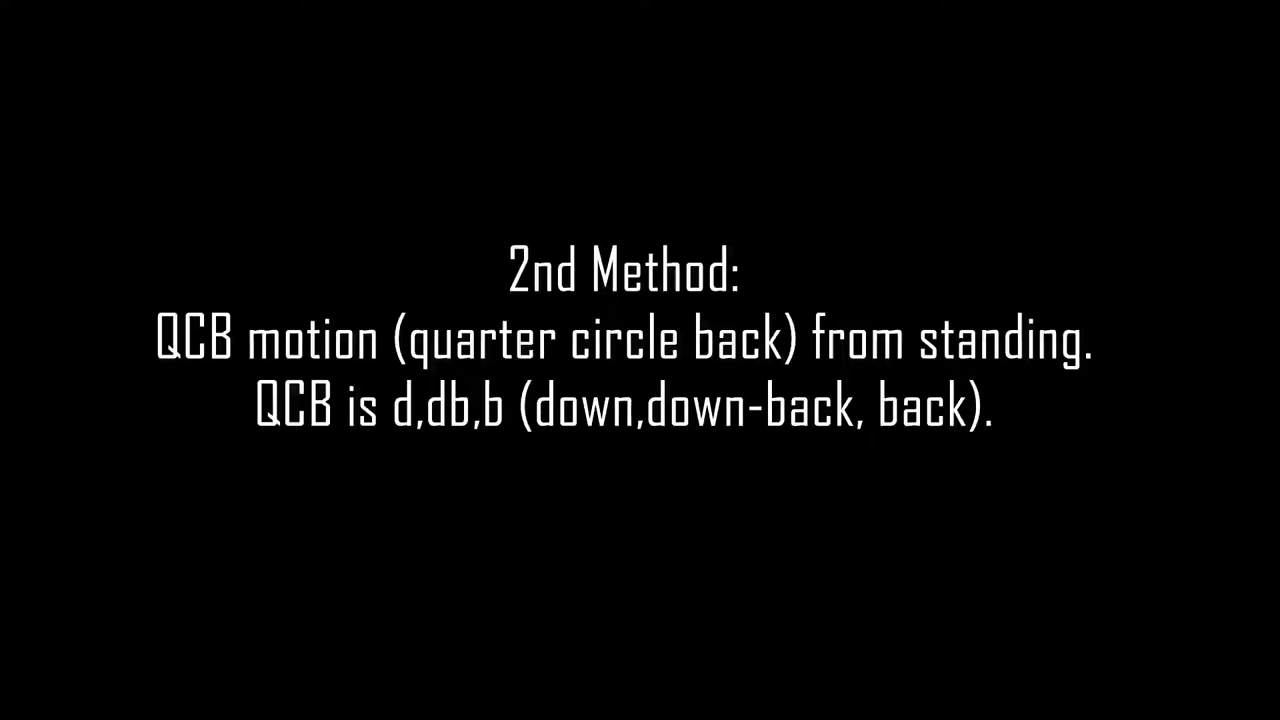 2nd Method:
QCB motion (quarter circle back) from standing.
QCB is d,db,b (down,down-back, back).